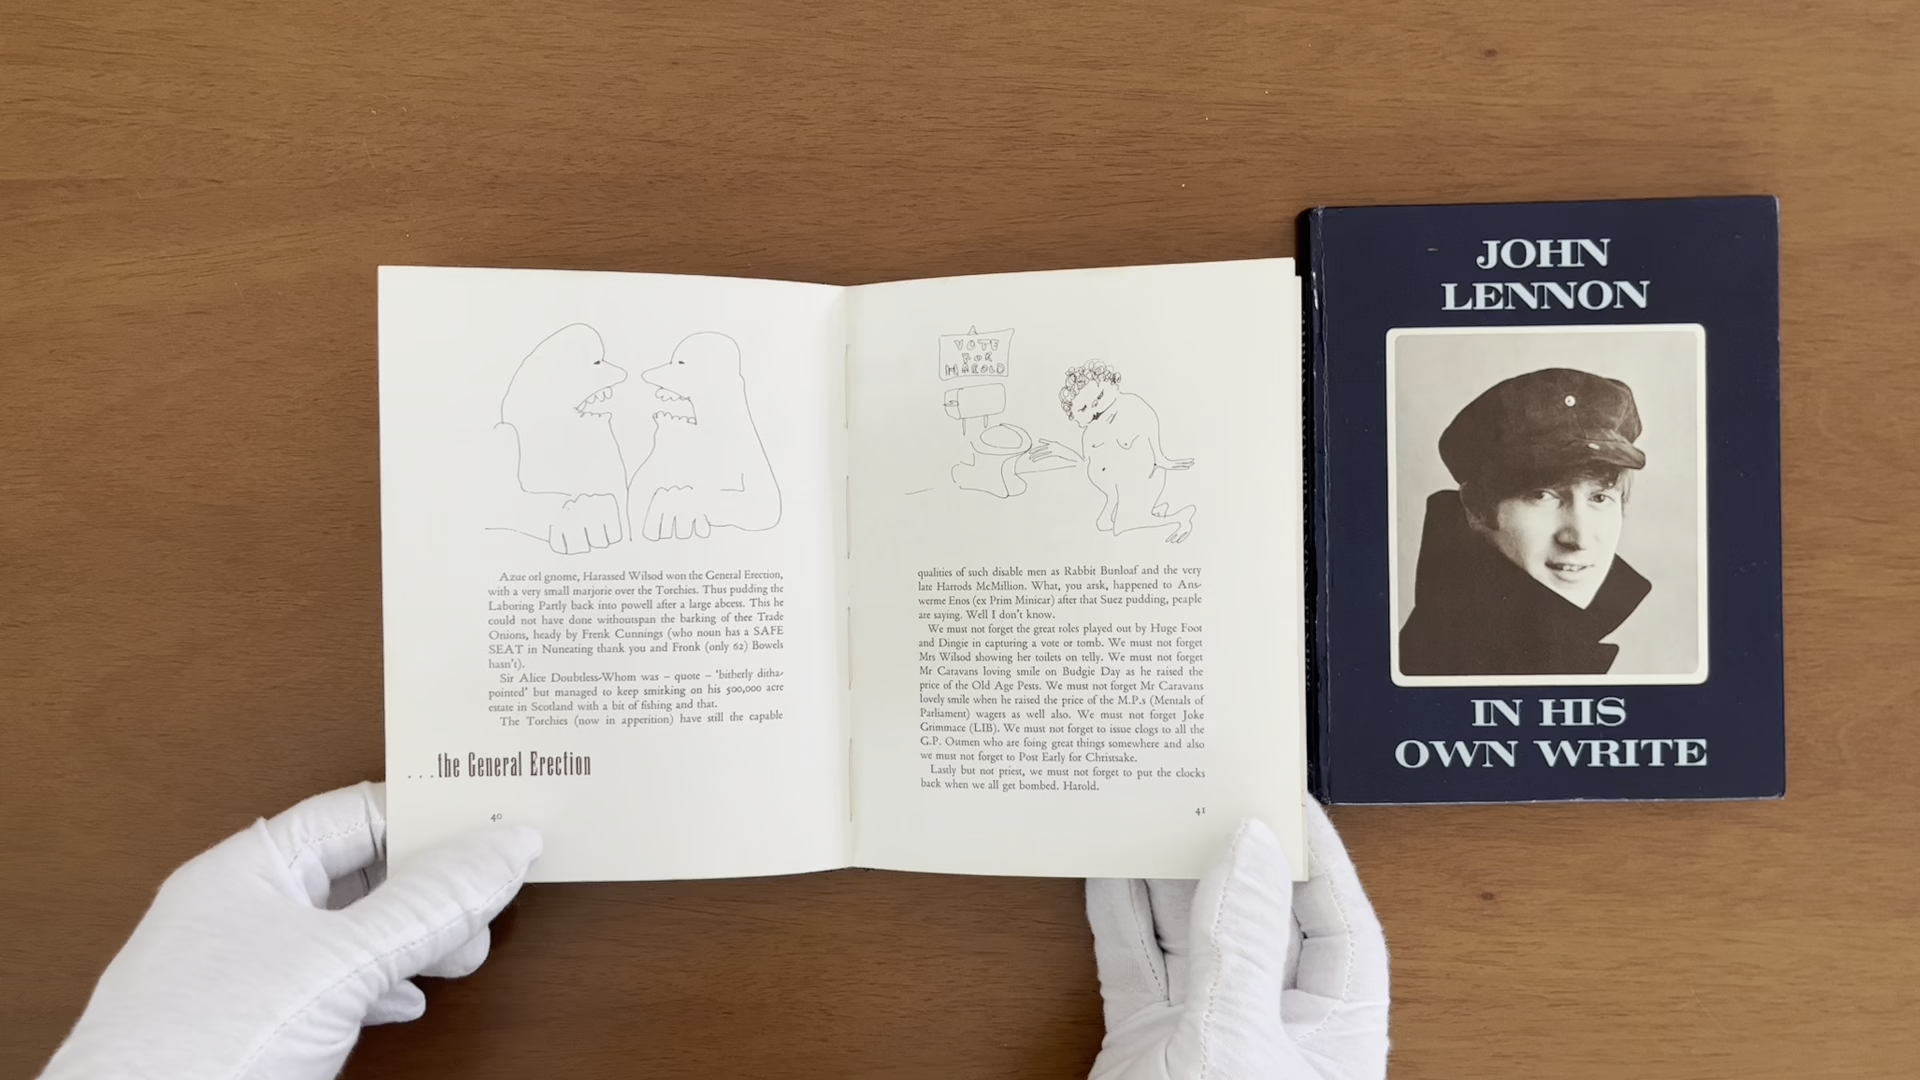 Azue orl gnome, Harassed Wilsod won the General Erection,
with a very small marjorie over the Torchies. Thus pudding the
Laboring Partly back into powell after a large abcess. This he
could not have done withoutspan the barking of thee Trade
Onions, heady by Frenk Cunnings (who noun has a SAFE
SEAT in Nuneating thank you and Fronk (only 62) Bowels
hasn't).
Sir Alice Doubtless-Whom was – quote – 'bitherly ditha-
pointed' but managed to keep smirking on his 500,000 acre
estate in Scotland with a bit of fishing and that.
The Torchies (now in apperition) have still the capable
...the General Erection
40
VOTE
FOR
HAROLD
qualities of such disable men as Rabbit Bunloaf and the very
late Harrods McMillion. What, you arsk, happened to Ans-
werme Enos (ex Prim Minicar) after that Suez pudding, peaple
are saying. Well I don't know.
We must not forget the great roles played out by Huge Foot
and Dingie in capturing a vote or tomb. We must not forget
Mrs Wilsod showing her toilets on telly. We must not forget
Mr Caravans loving smile on Budgie Day as he raised the
price of the Old Age Pests. We must not forget Mr Caravans
lovely smile when he raised the price of the M.P.s (Mentals of
Parliament) wagers as well also. We must not forget Joke
Grimmace (LIB). We must not forget to issue clogs to all the
G.P. Ostmen who are foing great things somewhere and also
we must not forget to Post Early for Christsake.
Lastly but not priest, we must not forget to put the clocks
back when we all get bombed. Harold.
41
JOHN
LENNON
IN HIS
OWN WRITE